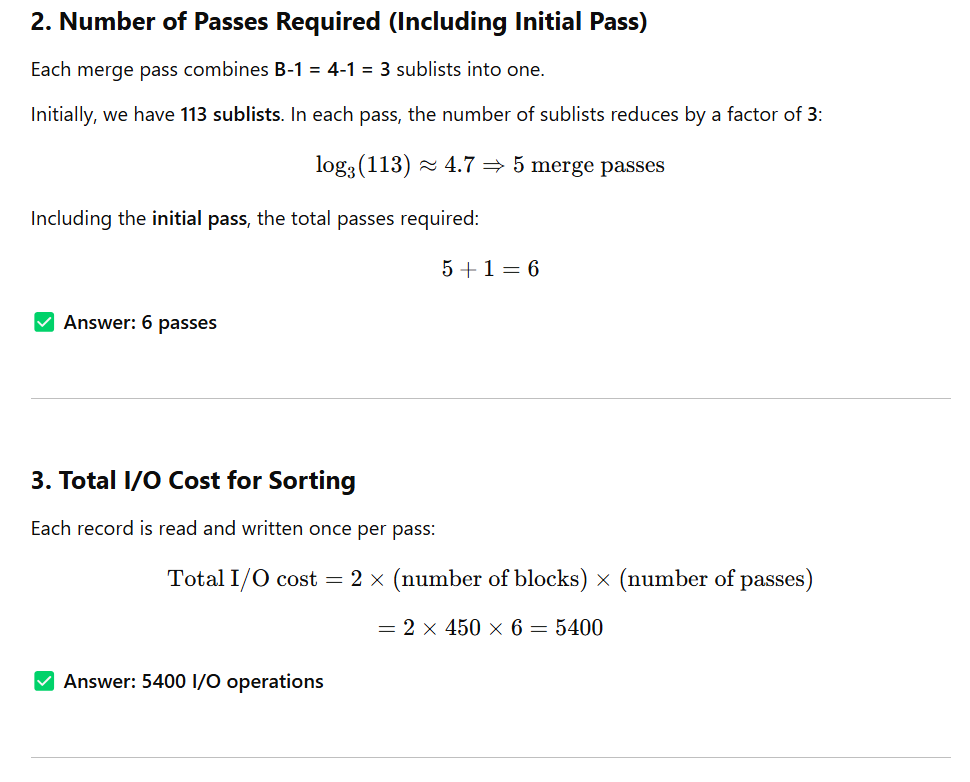 2. Number of Passes Required (Including Initial Pass)
Each merge pass combines B-1 = 4-1 = 3 sublists into one.
Initially, we have 113 sublists. In each pass, the number of sublists reduces by a factor of 3:
log₃(113) ≈ 4.7 ⇒ 5 merge passes
Including the initial pass, the total passes required:
5 + 1 = 6
✅ Answer: 6 passes
3. Total I/O Cost for Sorting
Each record is read and written once per pass:
Total I/O cost = 2 × (number of blocks) × (number of passes)
= 2 × 450 × 6 = 5400
✅ Answer: 5400 I/O operations